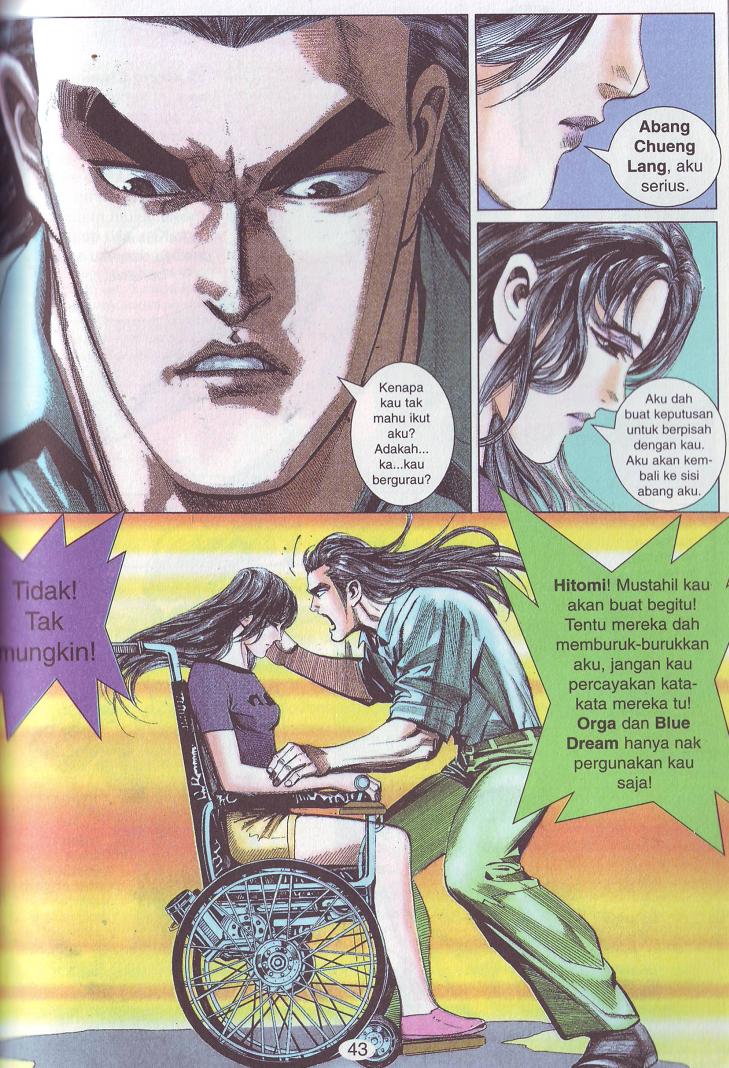 Kenapa
kau tak
mahu ikut
aku?
Adakah...
ka...kau
bergurau?
Abang
Chueng
Lang, aku
serius.
Aku dah
buat keputusan
untuk berpisah
dengan kau.
Aku akan kem-
bali ke sisi
abang aku.
Tidak!
Tak
mungkin!
Hitomi! Mustahil kau
akan buat begitu!
Tentu mereka dah
memburuk-burukkan
aku, jangan kau
percayakan kata-
kata mereka tu!
Orga dan Blue
Dream hanya nak
pergunakan kau
saja!
43